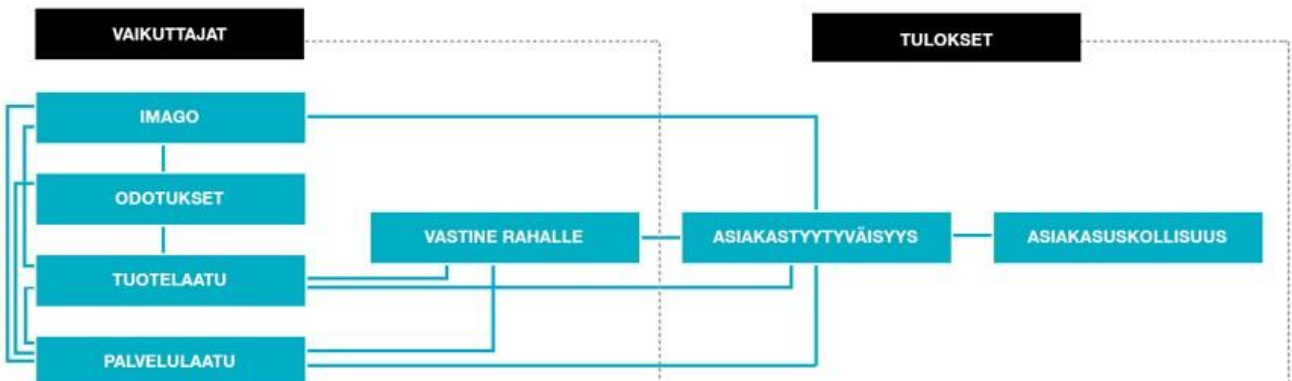 VAIKUTTAJAT
TULOKSET
IMAGO
ODOTUKSET
VASTINE RAHALLE
ASIAKASTYYTYVÄISYYS
ASIAKASUSKOLLISUUS
TUOTELAATU
PALVELULAATU